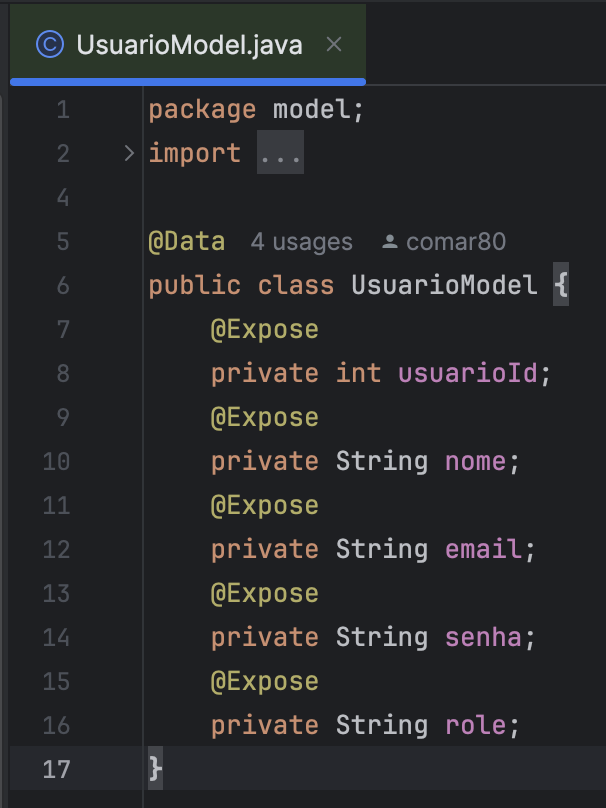 UsuarioModel.java
1 package model;
2 import ...
4
5 @Data 4 usages comar80
6 public class UsuarioModel {
7 @Expose
8 private int usuarioId;
9 @Expose
10 private String nome;
11 @Expose
12 private String email;
13 @Expose
14 private String senha;
15 @Expose
16 private String role;
17 }